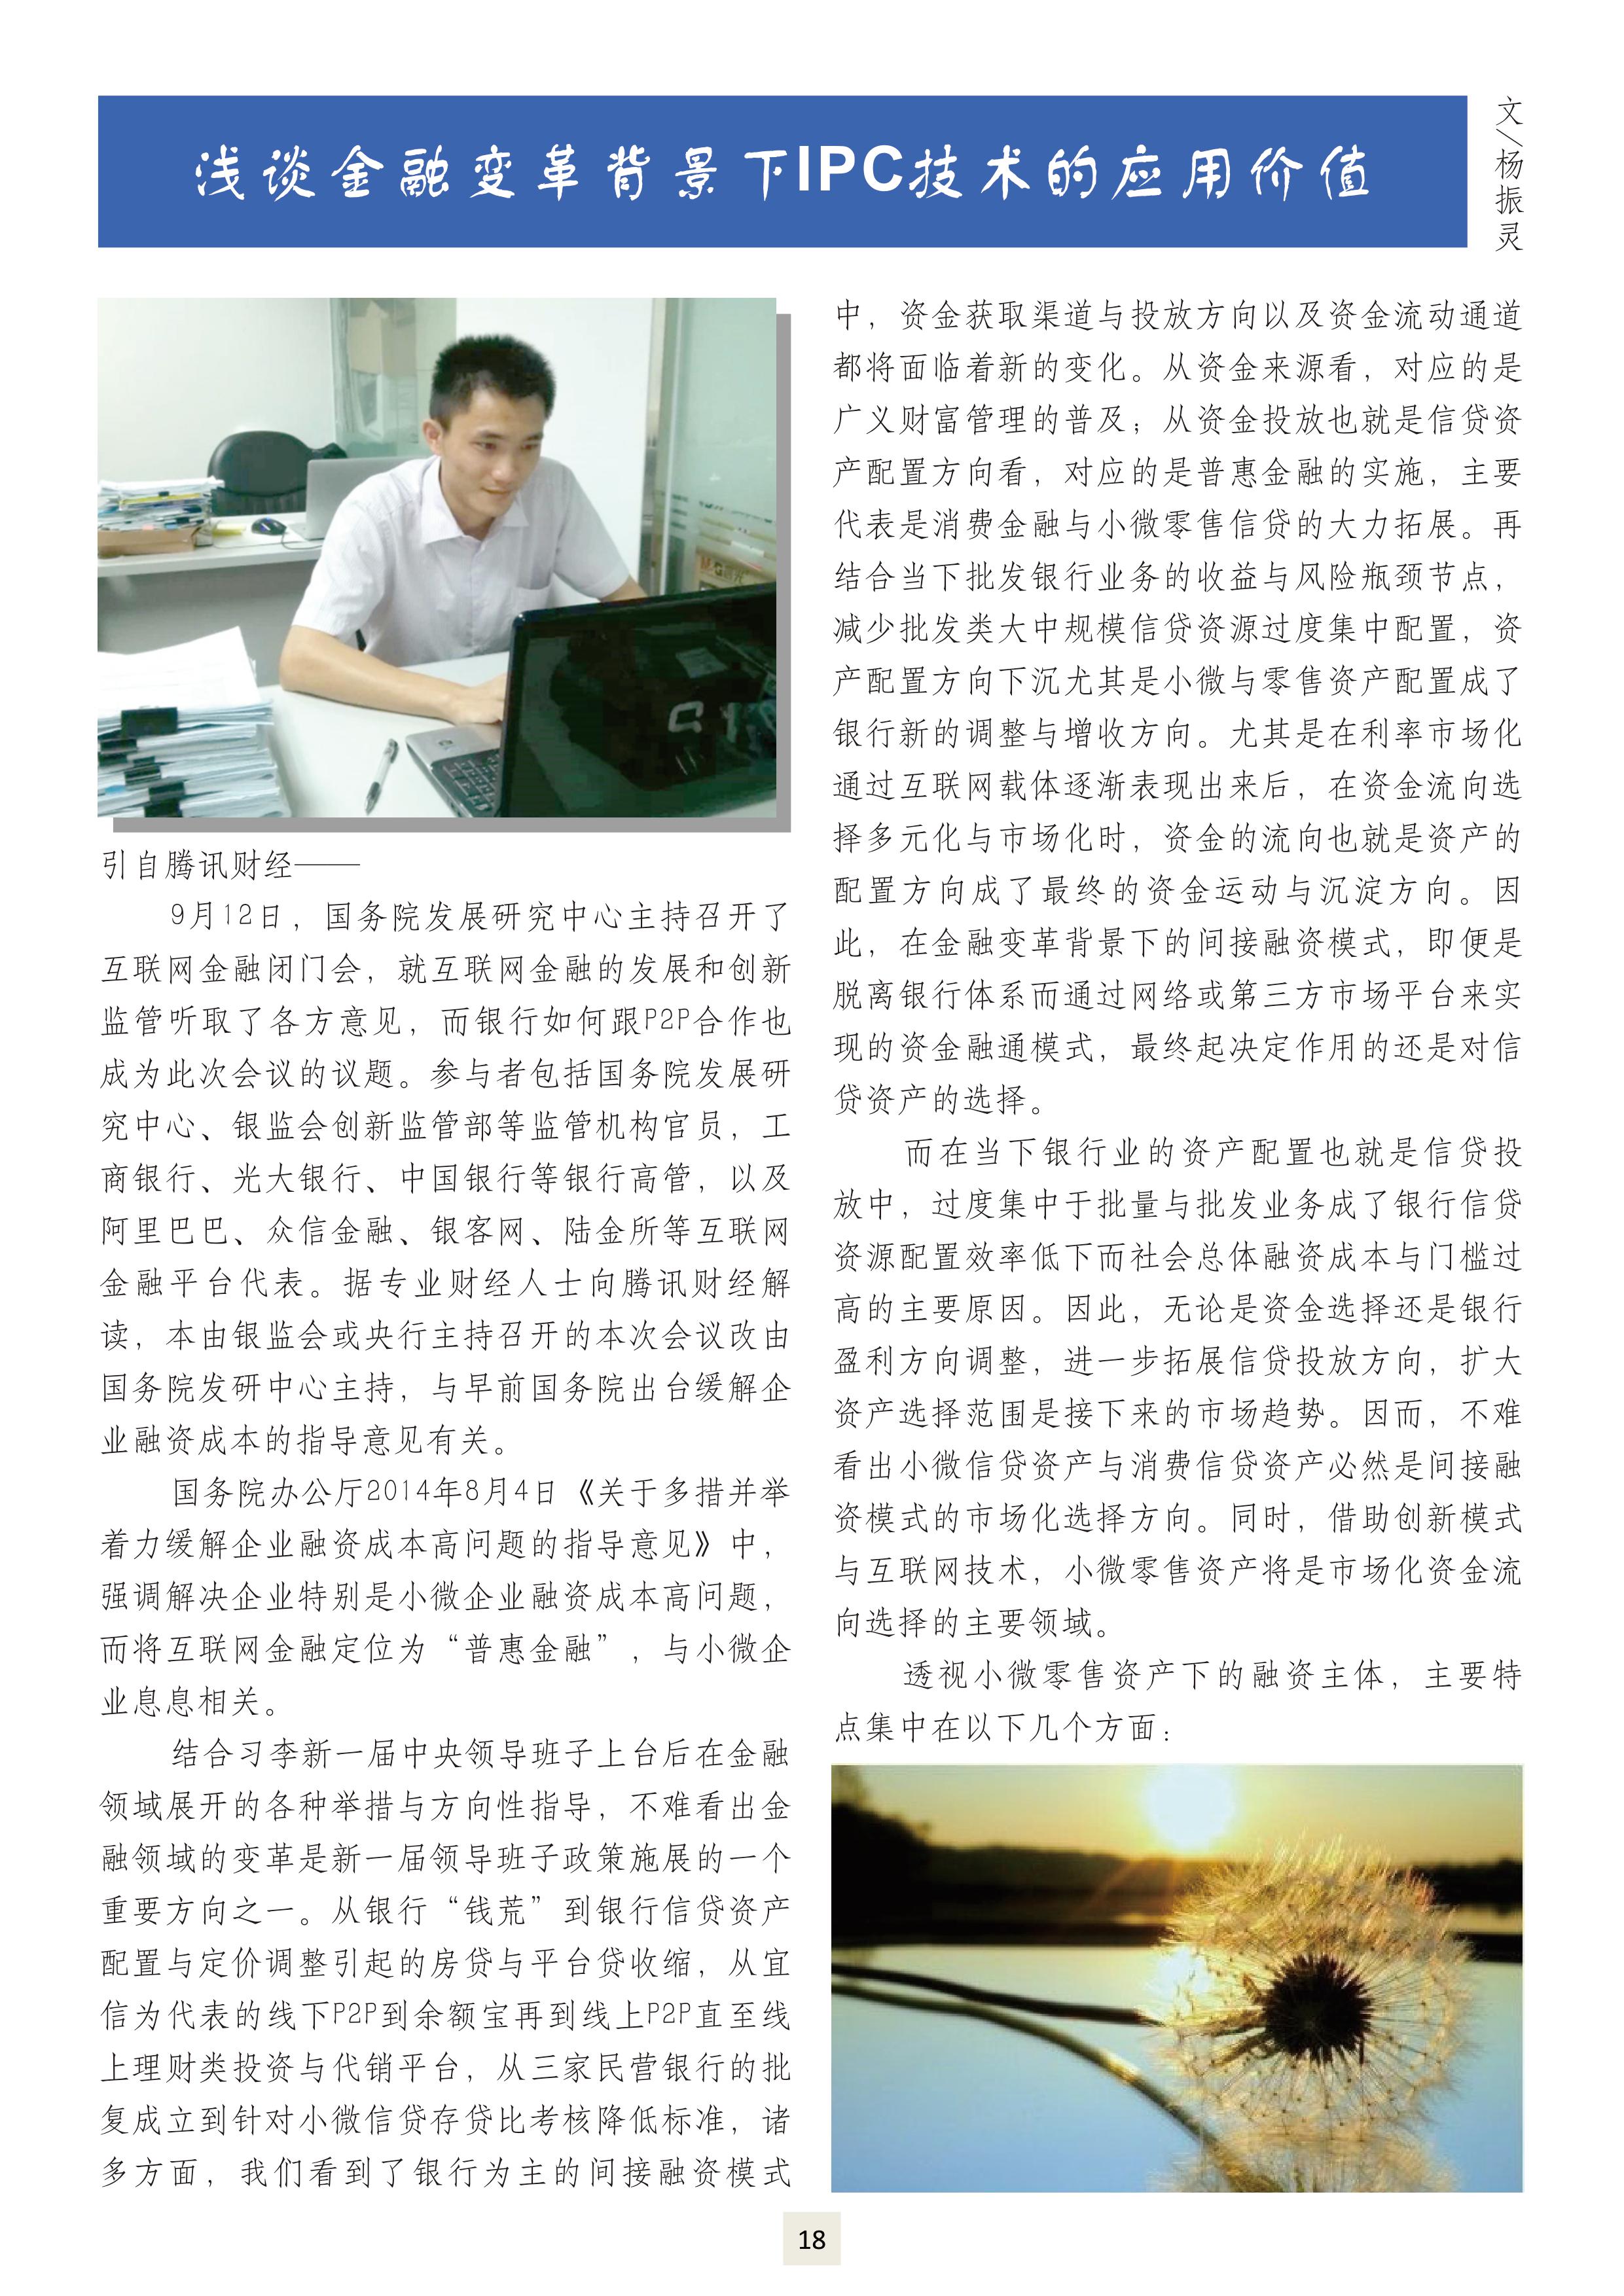 浅谈金融变革背景下IPC技术的应用价值
文\杨振灵
引自腾讯财经——
9月12日，国务院发展研究中心主持召开了
互联网金融闭门会，就互联网金融的发展和创新
监管听取了各方意见，而银行如何跟P2P合作也
成为此次会议的议题。参与者包括国务院发展研
究中心、银监会创新监管部等监管机构官员，工
商银行、光大银行、中国银行等银行高管，以及
阿里巴巴、众信金融、银客网、陆金所等互联网
金融平台代表。据专业财经人士向腾讯财经解
读，本由银监会或央行主持召开的本次会议改由
国务院发研中心主持，与早前国务院出台缓解企
业融资成本的指导意见有关。
国务院办公厅2014年8月4日《关于多措并举
着力缓解企业融资成本高问题的指导意见》中，
强调解决企业特别是小微企业融资成本高问题，
而将互联网金融定位为“普惠金融”，与小微企
业息息相关。
结合习李新一届中央领导班子上台后在金融
领域展开的各种举措与方向性指导，不难看出金
融领域的变革是新一届领导班子政策施展的一个
重要方向之一。从银行“钱荒”到银行信贷资产
配置与定价调整引起的房贷与平台贷收缩，从宜
信为代表的线下P2P到余额宝再到线上P2P直至线
上理财类投资与代销平台，从三家民营银行的批
复成立到针对小微信贷存贷比考核降低标准，诸
多方面，我们看到了银行为主的间接融资模式
中，资金获取渠道与投放方向以及资金流动通道
都将面临着新的变化。从资金来源看，对应的是
广义财富管理的普及；从资金投放也就是信贷资
产配置方向看，对应的是普惠金融的实施，主要
代表是消费金融与小微零售信贷的大力拓展。再
结合当下批发银行业务的收益与风险瓶颈节点，
减少批发类大中规模信贷资源过度集中配置，资
产配置方向下沉尤其是小微与零售资产配置成了
银行新的调整与增收方向。尤其是在利率市场化
通过互联网载体逐渐表现出来后，在资金流向选
择多元化与市场化时，资金的流向也就是资产的
配置方向成了最终的资金运动与沉淀方向。因
此，在金融变革背景下的间接融资模式，即便是
脱离银行体系而通过网络或第三方市场平台来实
现的资金融通模式，最终起决定作用的还是对信
贷资产的选择。
而在当下银行业的资产配置也就是信贷投
放中，过度集中于批量与批发业务成了银行信贷
资源配置效率低下而社会总体融资成本与门槛过
高的主要原因。因此，无论是资金选择还是银行
盈利方向调整，进一步拓展信贷投放方向，扩大
资产选择范围是接下来的市场趋势。因而，不难
看出小微信贷资产与消费信贷资产必然是间接融
资模式的市场化选择方向。同时，借助创新模式
与互联网技术，小微零售资产将是市场化资金流
向选择的主要领域。
透视小微零售资产下的融资主体，主要特
点集中在以下几个方面：
18